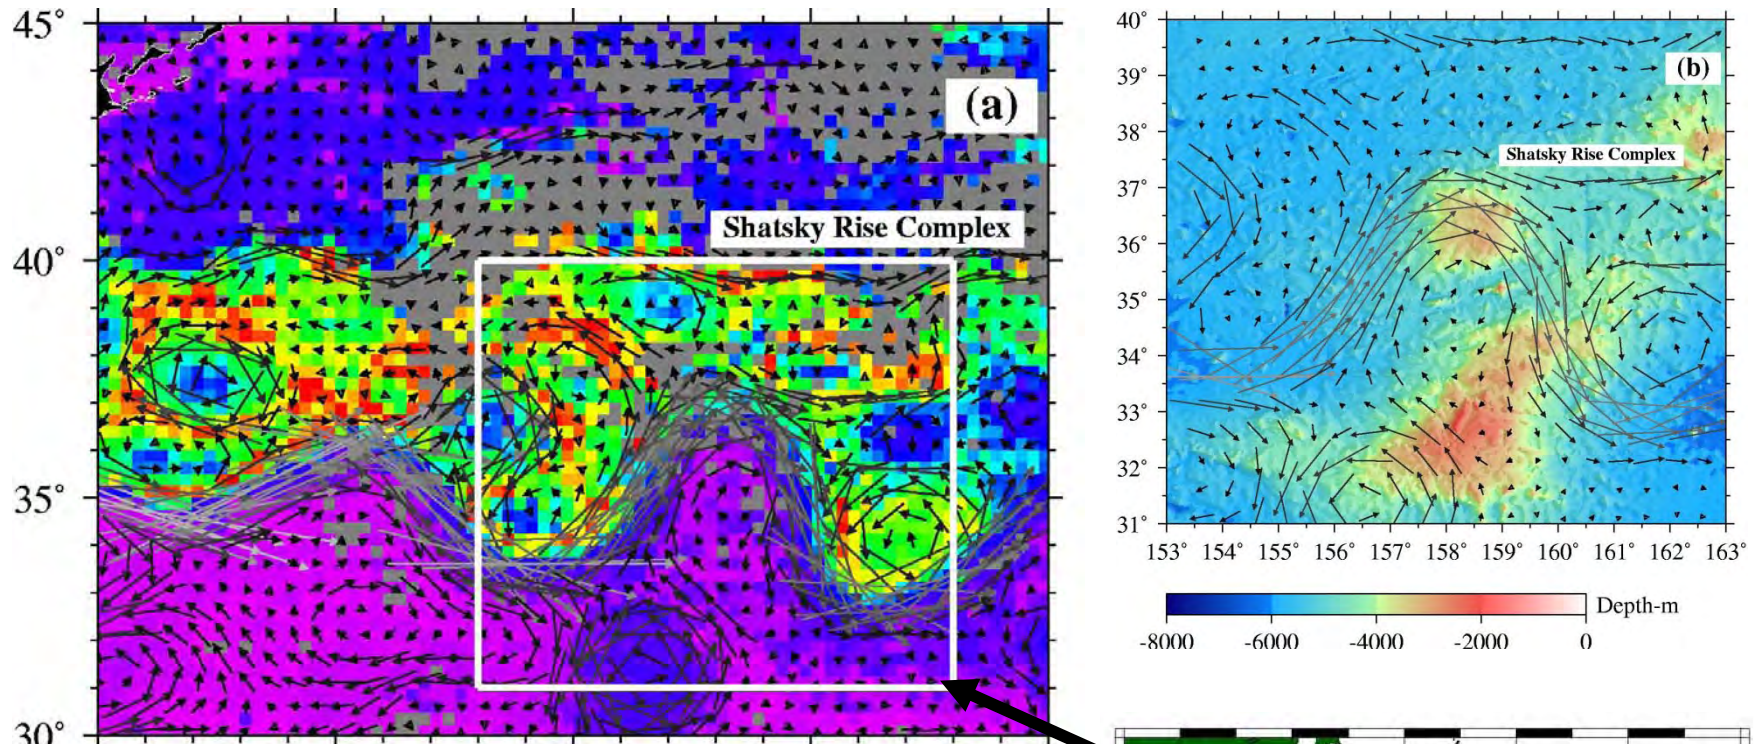 45°
40°
35°
30°
(a)
Shatsky Rise Complex
40°
39°
38°
37°
36°
35°
34°
33°
32°
31°
(b)
Shatsky Rise Complex
153° 154° 155° 156° 157° 158° 159° 160° 161° 162° 163°
Depth-m
-8000 -6000 -4000 -2000 0